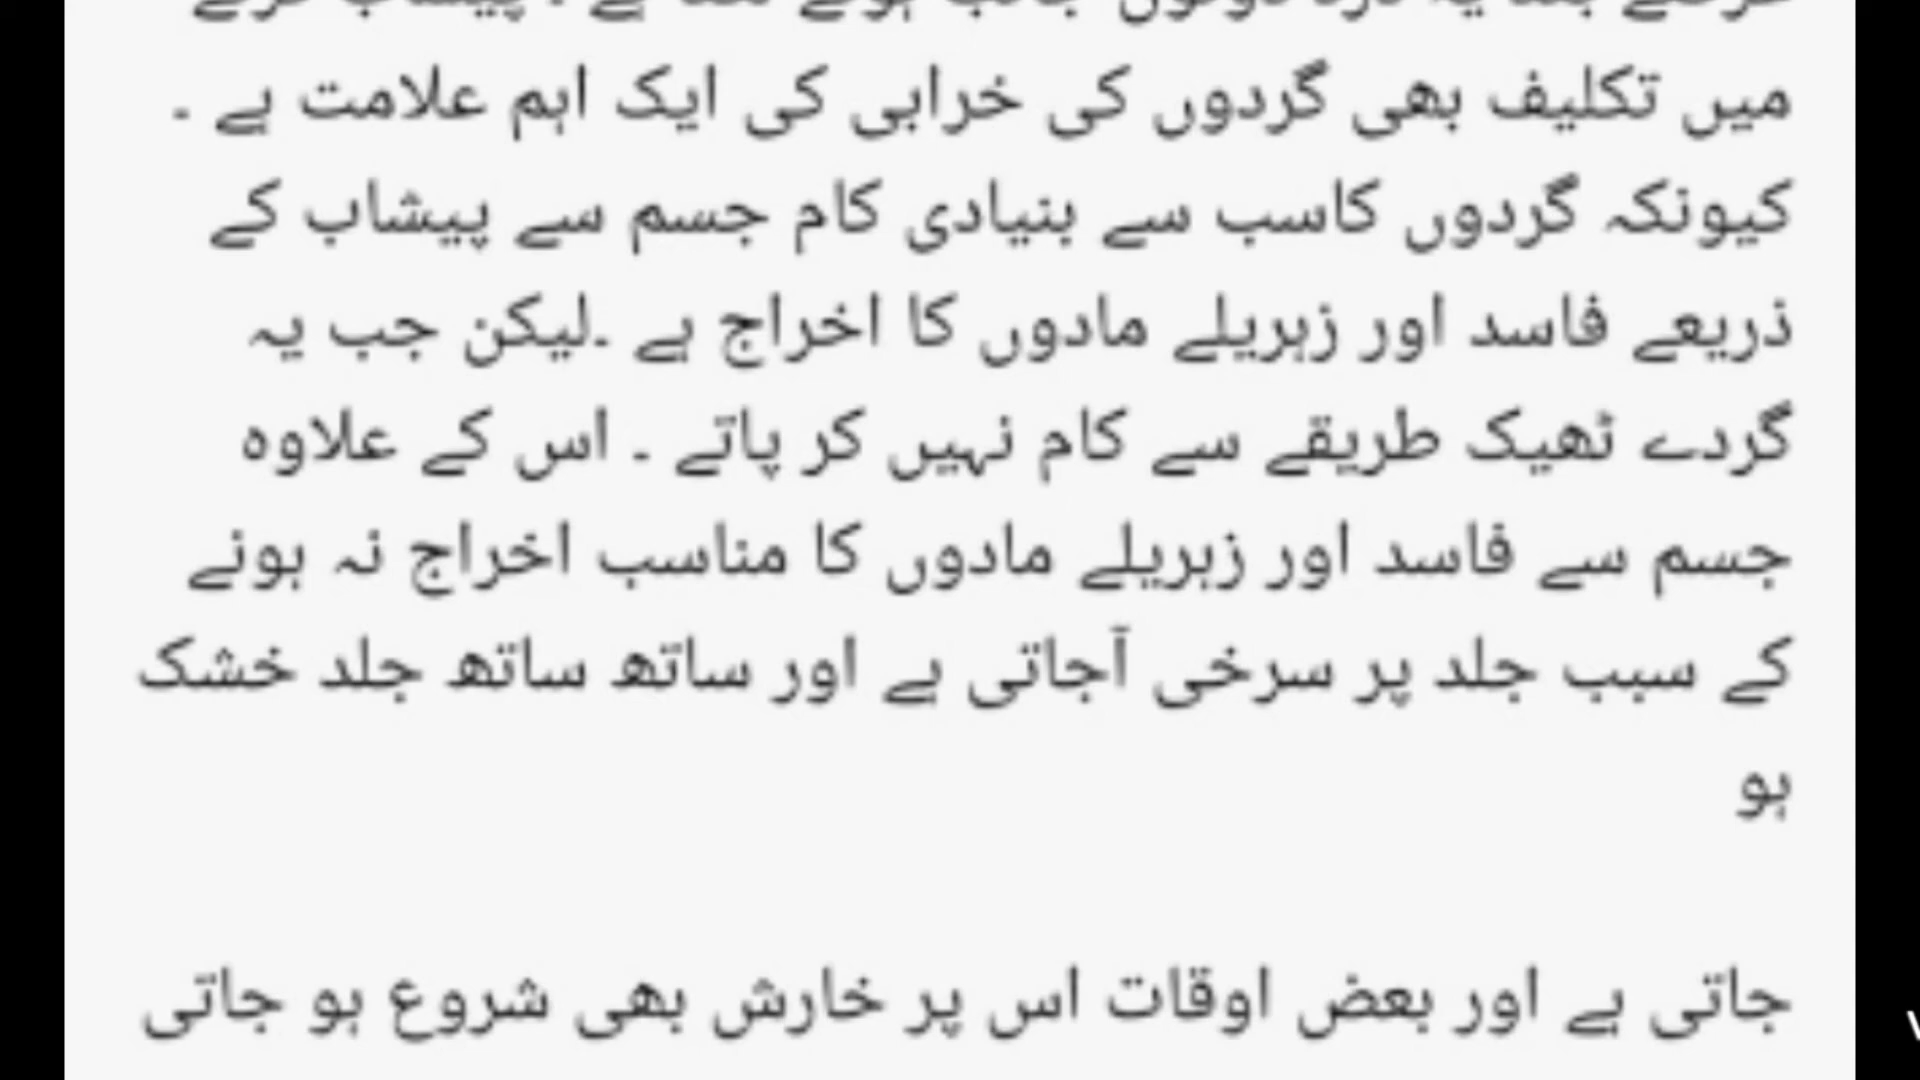 میں تکلیف بھی گردوں کی خرابی کی ایک اہم علامت ہے ۔
کیونکہ گردوں کاسب سے بنیادی کام جسم سے پیشاب کے
ذریعے فاسد اور زہریلے مادوں کا اخراج ہے ۔لیکن جب یہ
گردے ٹھیک طریقے سے کام نہیں کر پاتے ۔ اس کے علاوہ
جسم سے فاسد اور زہریلے مادوں کا مناسب اخراج نہ ہونے
کے سبب جلد پر سرخی آجاتی ہے اور ساتھ ساتھ جلد خشک
ہو
جاتی ہے اور بعض اوقات اس پر خارش بھی شروع ہو جاتی